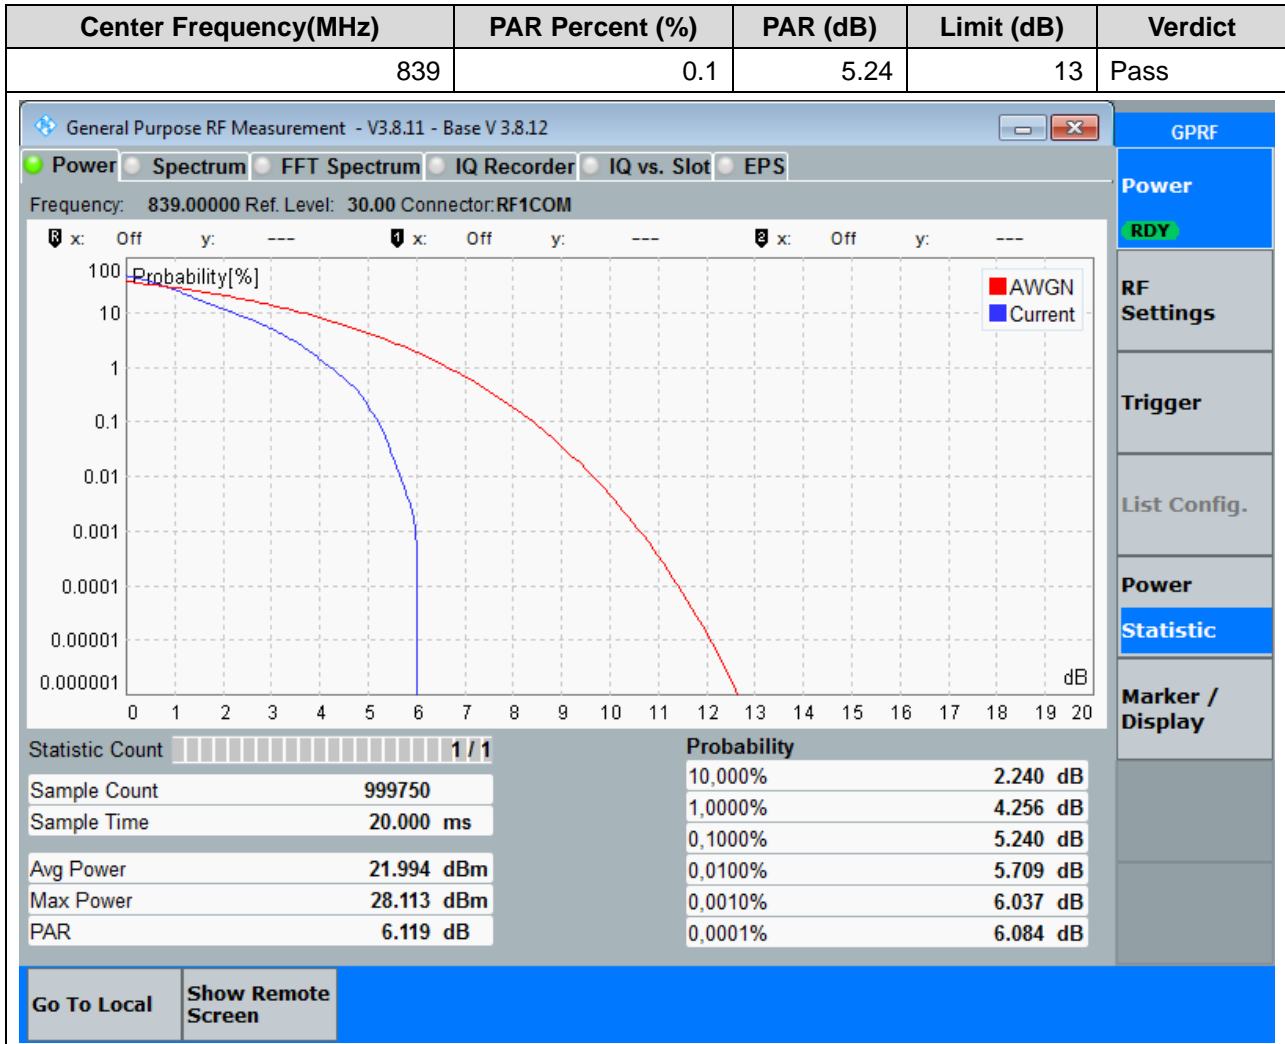 Center Frequency(MHz) PAR Percent (%) PAR (dB) Limit (dB) Verdict
839 0.1 5.24 13 Pass
General Purpose RF Measurement - V3.8.11 - Base V 3.8.12
GPRF
Power Spectrum FFT Spectrum IQ Recorder IQ vs. Slot EPS
Frequency: 839.00000 Ref. Level: 30.00 Connector:RF1COM
R x: Off y: --- 1 x: Off y: --- 2 x: Off y: ---
Probability[%]
AWGN
Current
100
10
1
0.1
0.01
0.001
0.0001
0.00001
0.000001
dB
0 1 2 3 4 5 6 7 8 9 10 11 12 13 14 15 16 17 18 19 20
Statistic Count 1 / 1
Sample Count 999750
Sample Time 20.000 ms
Avg Power 21.994 dBm
Max Power 28.113 dBm
PAR 6.119 dB
Probability
10,000% 2.240 dB
1,0000% 4.256 dB
0,1000% 5.240 dB
0,0100% 5.709 dB
0,0010% 6.037 dB
0,0001% 6.084 dB
Power
RDY
RF
Settings
Trigger
List Config.
Power
Statistic
Marker /
Display
Go To Local
Show Remote
Screen